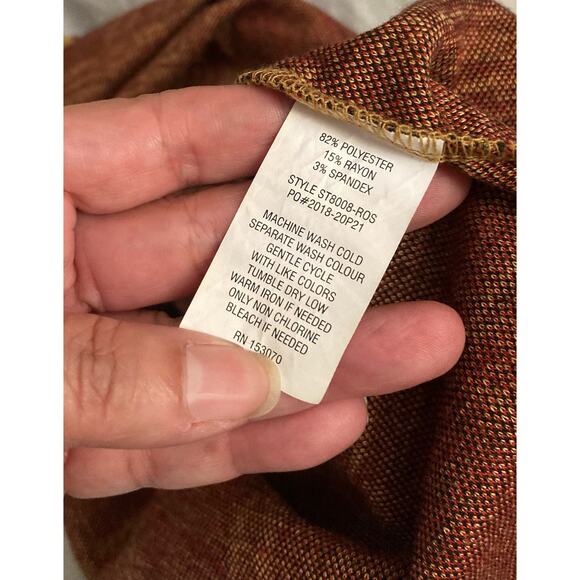 82% POLYESTER
15% RAYON
3% SPANDEX
STYLE ST8008-ROS
PO#2018-20P21
MACHINE WASH COLD
SEPARATE WASH COLOUR
GENTLE CYCLE
WITH LIKE COLORS
TUMBLE DRY LOW
WARM IRON IF NEEDED
ONLY NON CHLORINE
BLEACH IF NEEDED
RN 153070